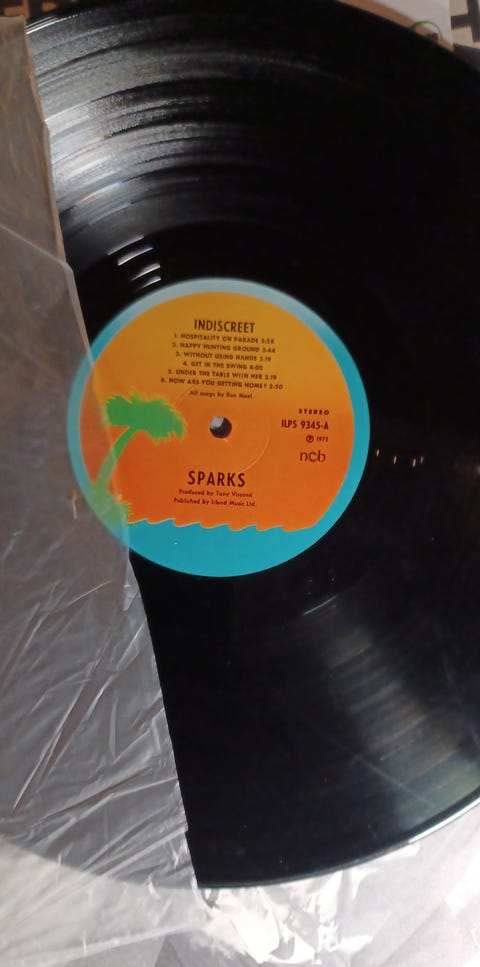 INDISCREET
1. HOSPITALITY ON PARADE 3:58
2. HAPPY HUNTING GROUND 3:44
3. WITHOUT USING HANDS 3:19
4. GET IN THE SWING 4:00
5. UNDER THE TABLE WITH HER 2:19
6. HOW ARE YOU GETTING HOME? 2:50
All songs by Ron Mael
STEREO
ILPS 9345-A
℗ 1975
ncb
SPARKS
Produced by Tony Visconti
Published by Island Music Ltd.